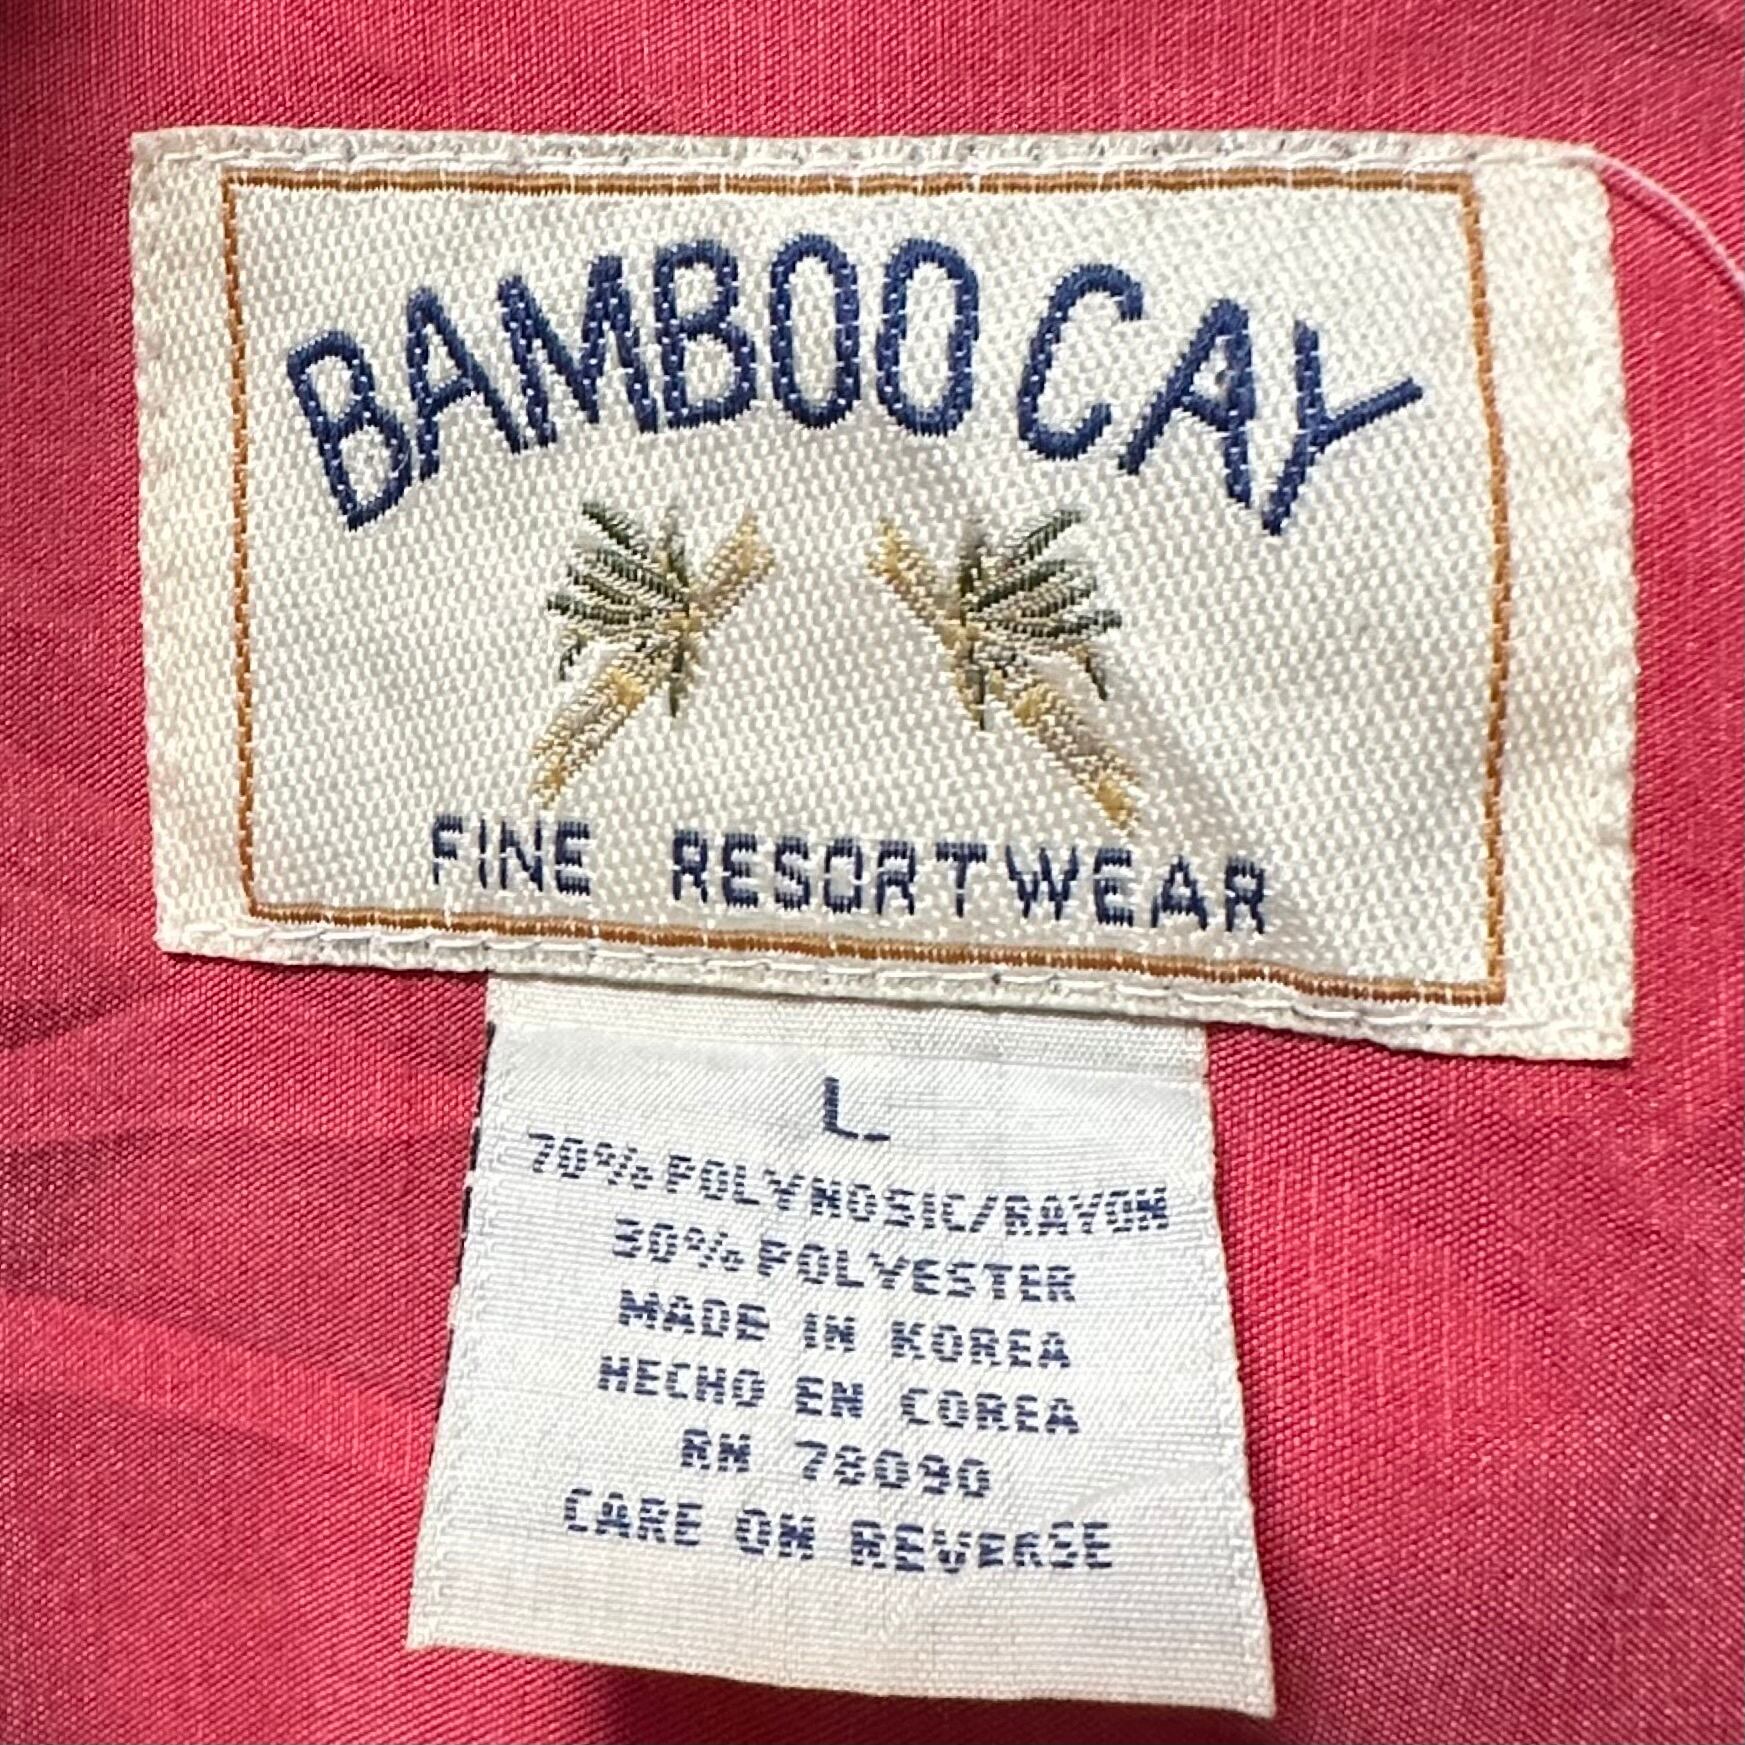 BAMBOO CAY
FINE RESORTWEAR
L
70% POLYNOSIC/RAYON
30% POLYESTER
MADE IN KOREA
HECHO EN COREA
RN 78090
CARE ON REVERSE